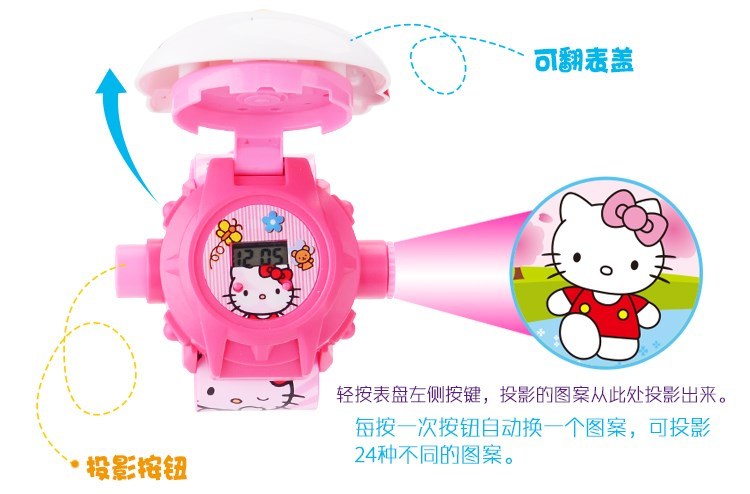 可翻表盖
12 05
轻按表盘左侧按键，投影的图案从此处投影出来。
每按一次按钮自动换一个图案，可投影
24种不同的图案。
投影按钮